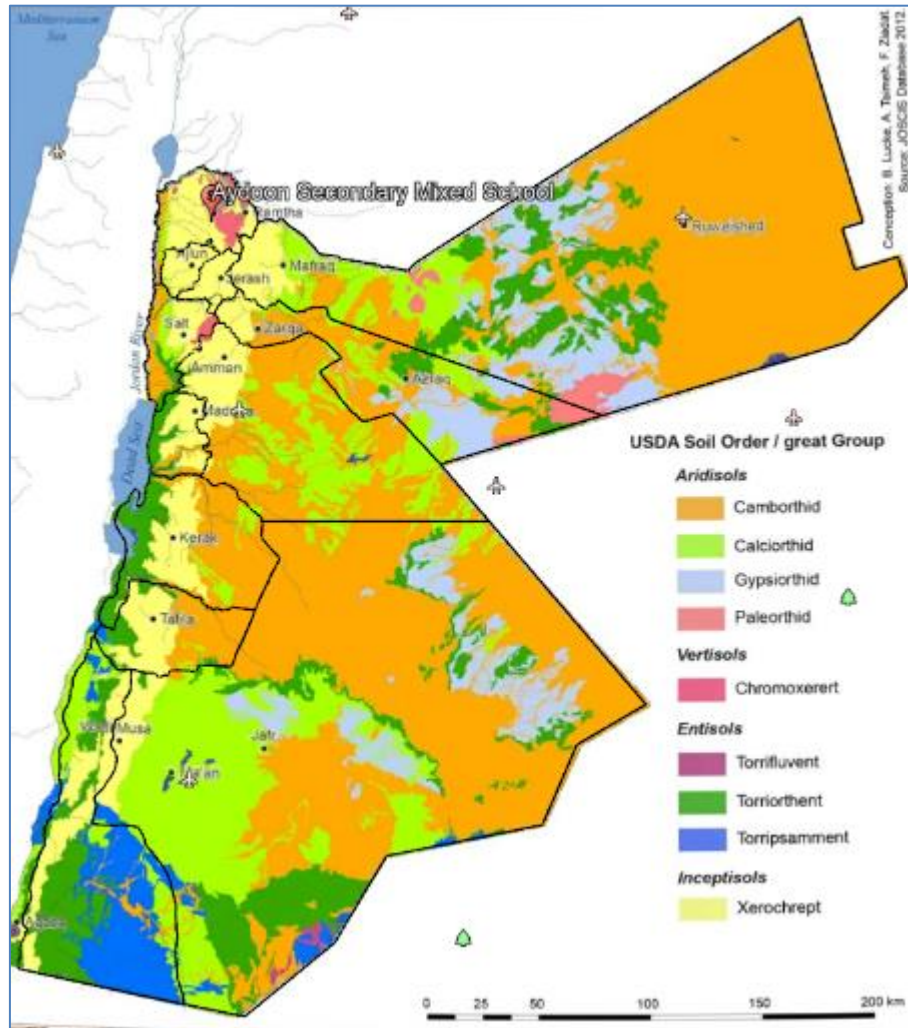 Mediterranean
Sea
Conception: B. Lucke, A. Taimeh, F. Ziadat.
Source: JOSCIS Database 2012.
Aydoon Secondary Mixed School
Ramtha
Ruweished
Ajlun
Jerash
Mafraq
Jordan River
Salt
Zarqa
Amman
Azraq
Madaba
Dead Sea
Kerak
Tafila
Wadi Musa
Jafr
Ma'an
Aqaba
USDA Soil Order / great Group
Aridisols
Camborthid
Calciorthid
Gypsiorthid
Paleorthid
Vertisols
Chromoxerert
Entisols
Torrifluvent
Torriorthent
Torripsamment
Inceptisols
Xerochrept
0 25 50 100 150 200 km